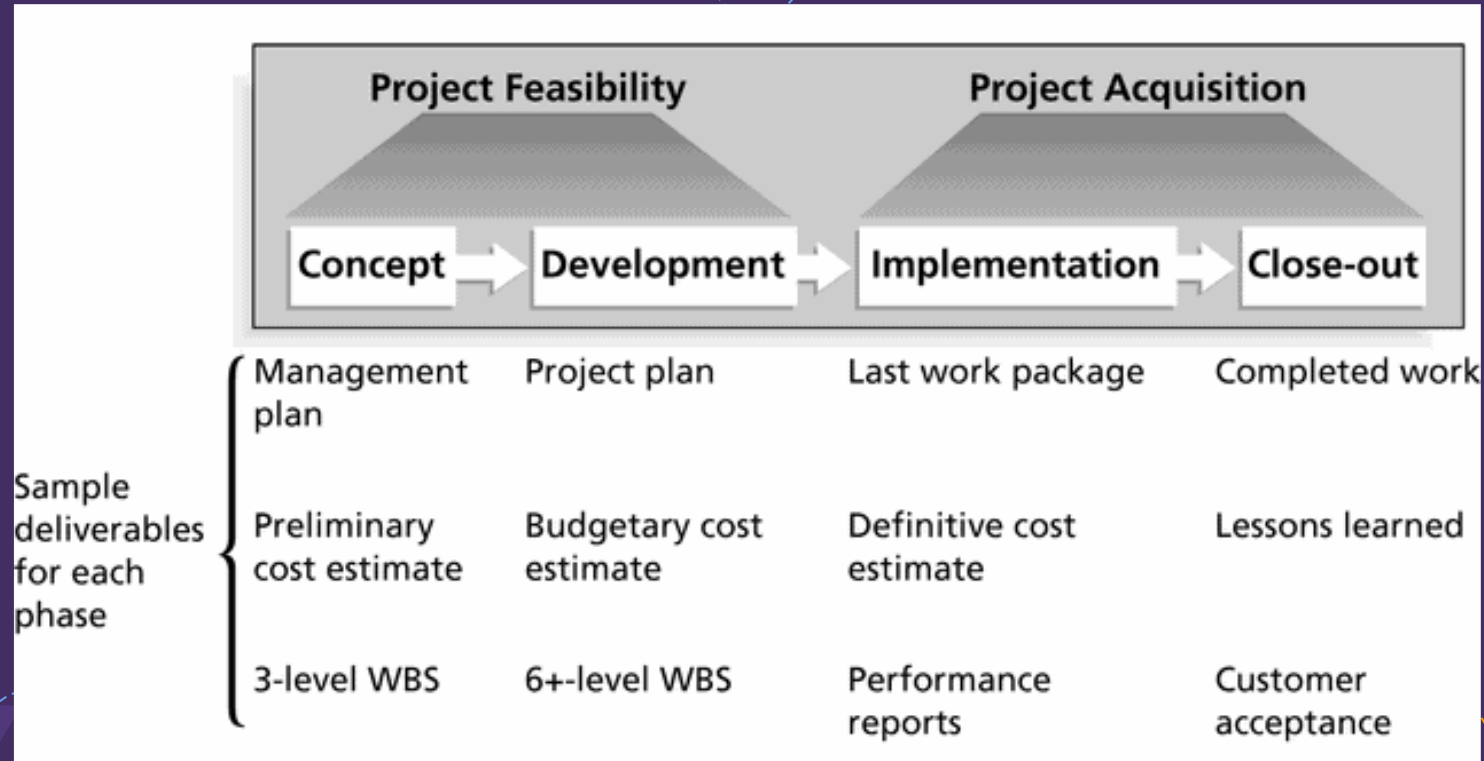 Project Feasibility
Project Acquisition
Concept
Development
Implementation
Close-out
Sample
deliverables
for each
phase
Management
plan
Project plan
Last work package
Completed work
Preliminary
cost estimate
Budgetary cost
estimate
Definitive cost
estimate
Lessons learned
3-level WBS
6+-level WBS
Performance
reports
Customer
acceptance